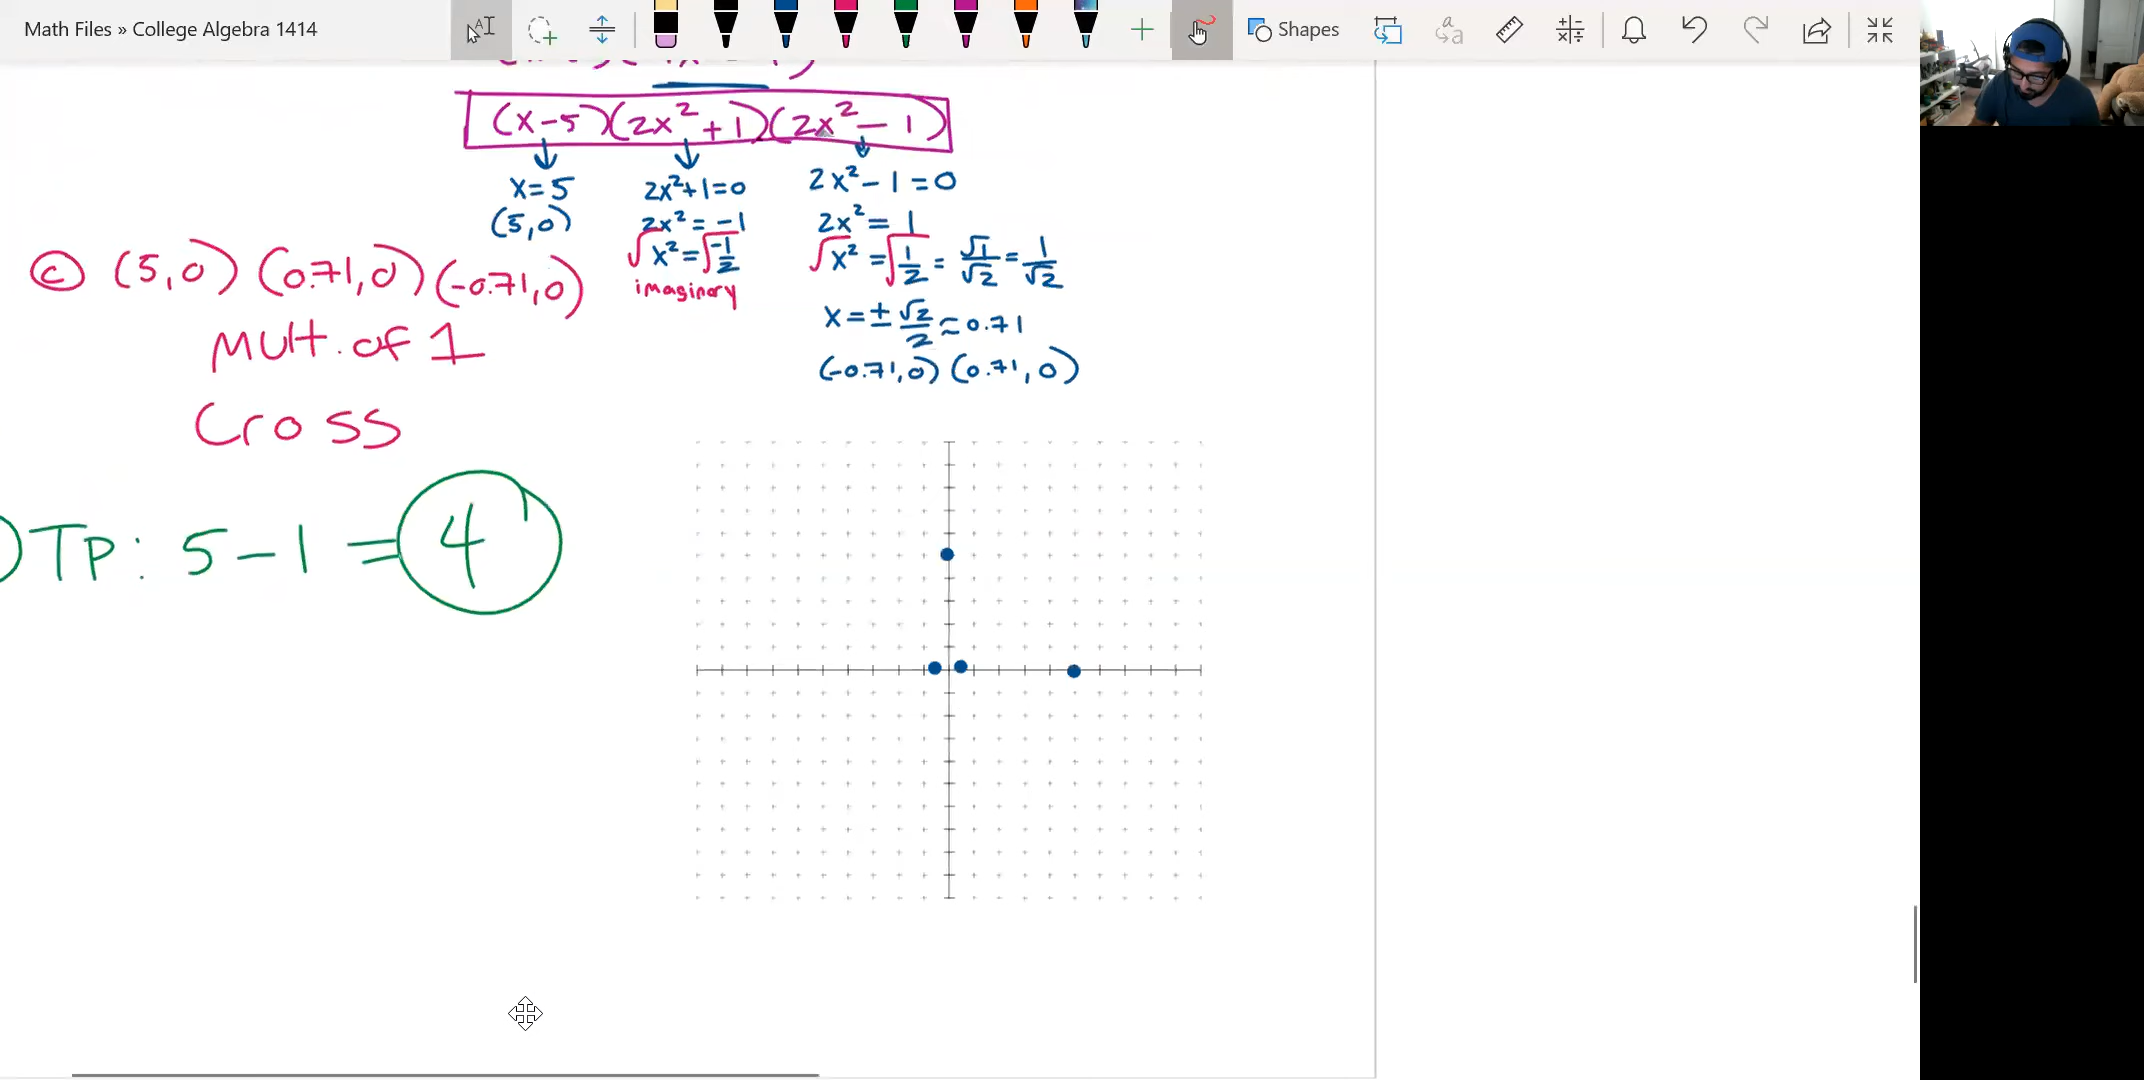 Math Files » College Algebra 1414
Shapes
(x-5)(2x²+1)(2x²-1)
x=5
(5,0)
2x²+1=0
2x²=-1
√x²=√-1/2
imaginary
2x²-1=0
2x²=1
√x²=√1/2=√1/√2=1/√2
x=±√2/2≈0.71
(-0.71,0) (0.71,0)
ⓒ (5,0) (0.71,0) (-0.71,0)
Mult. of 1
Cross
Tp: 5-1=4